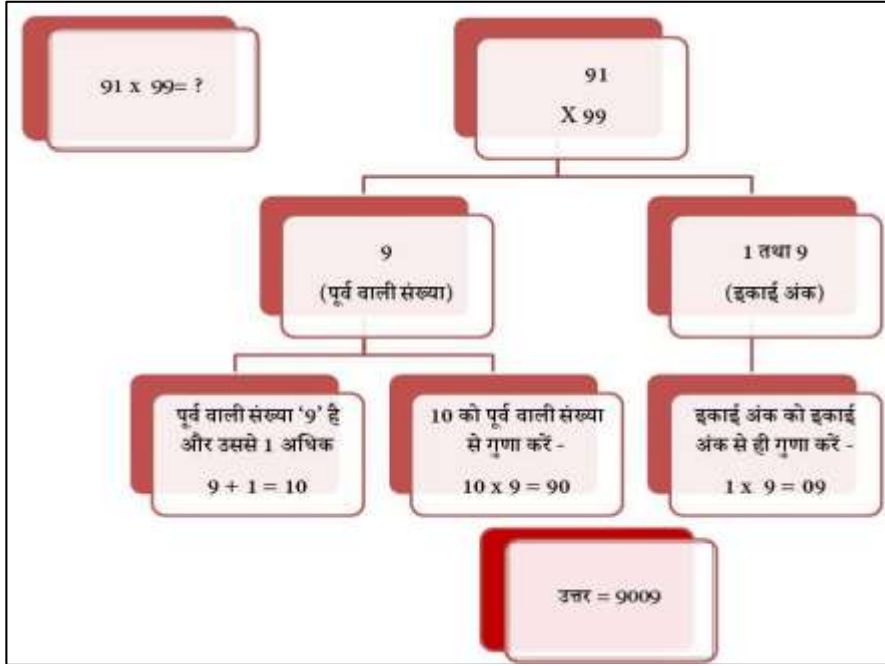 91 x 99= ?
91
X 99
9
(पूर्व वाली संख्या)
1 तथा 9
(इकाई अंक)
पूर्व वाली संख्या ‘9’ है
और उससे 1 अधिक
9 + 1 = 10
10 को पूर्व वाली संख्या
से गुणा करें -
10 x 9 = 90
इकाई अंक को इकाई
अंक से ही गुणा करें -
1 x 9 = 09
उत्तर = 9009